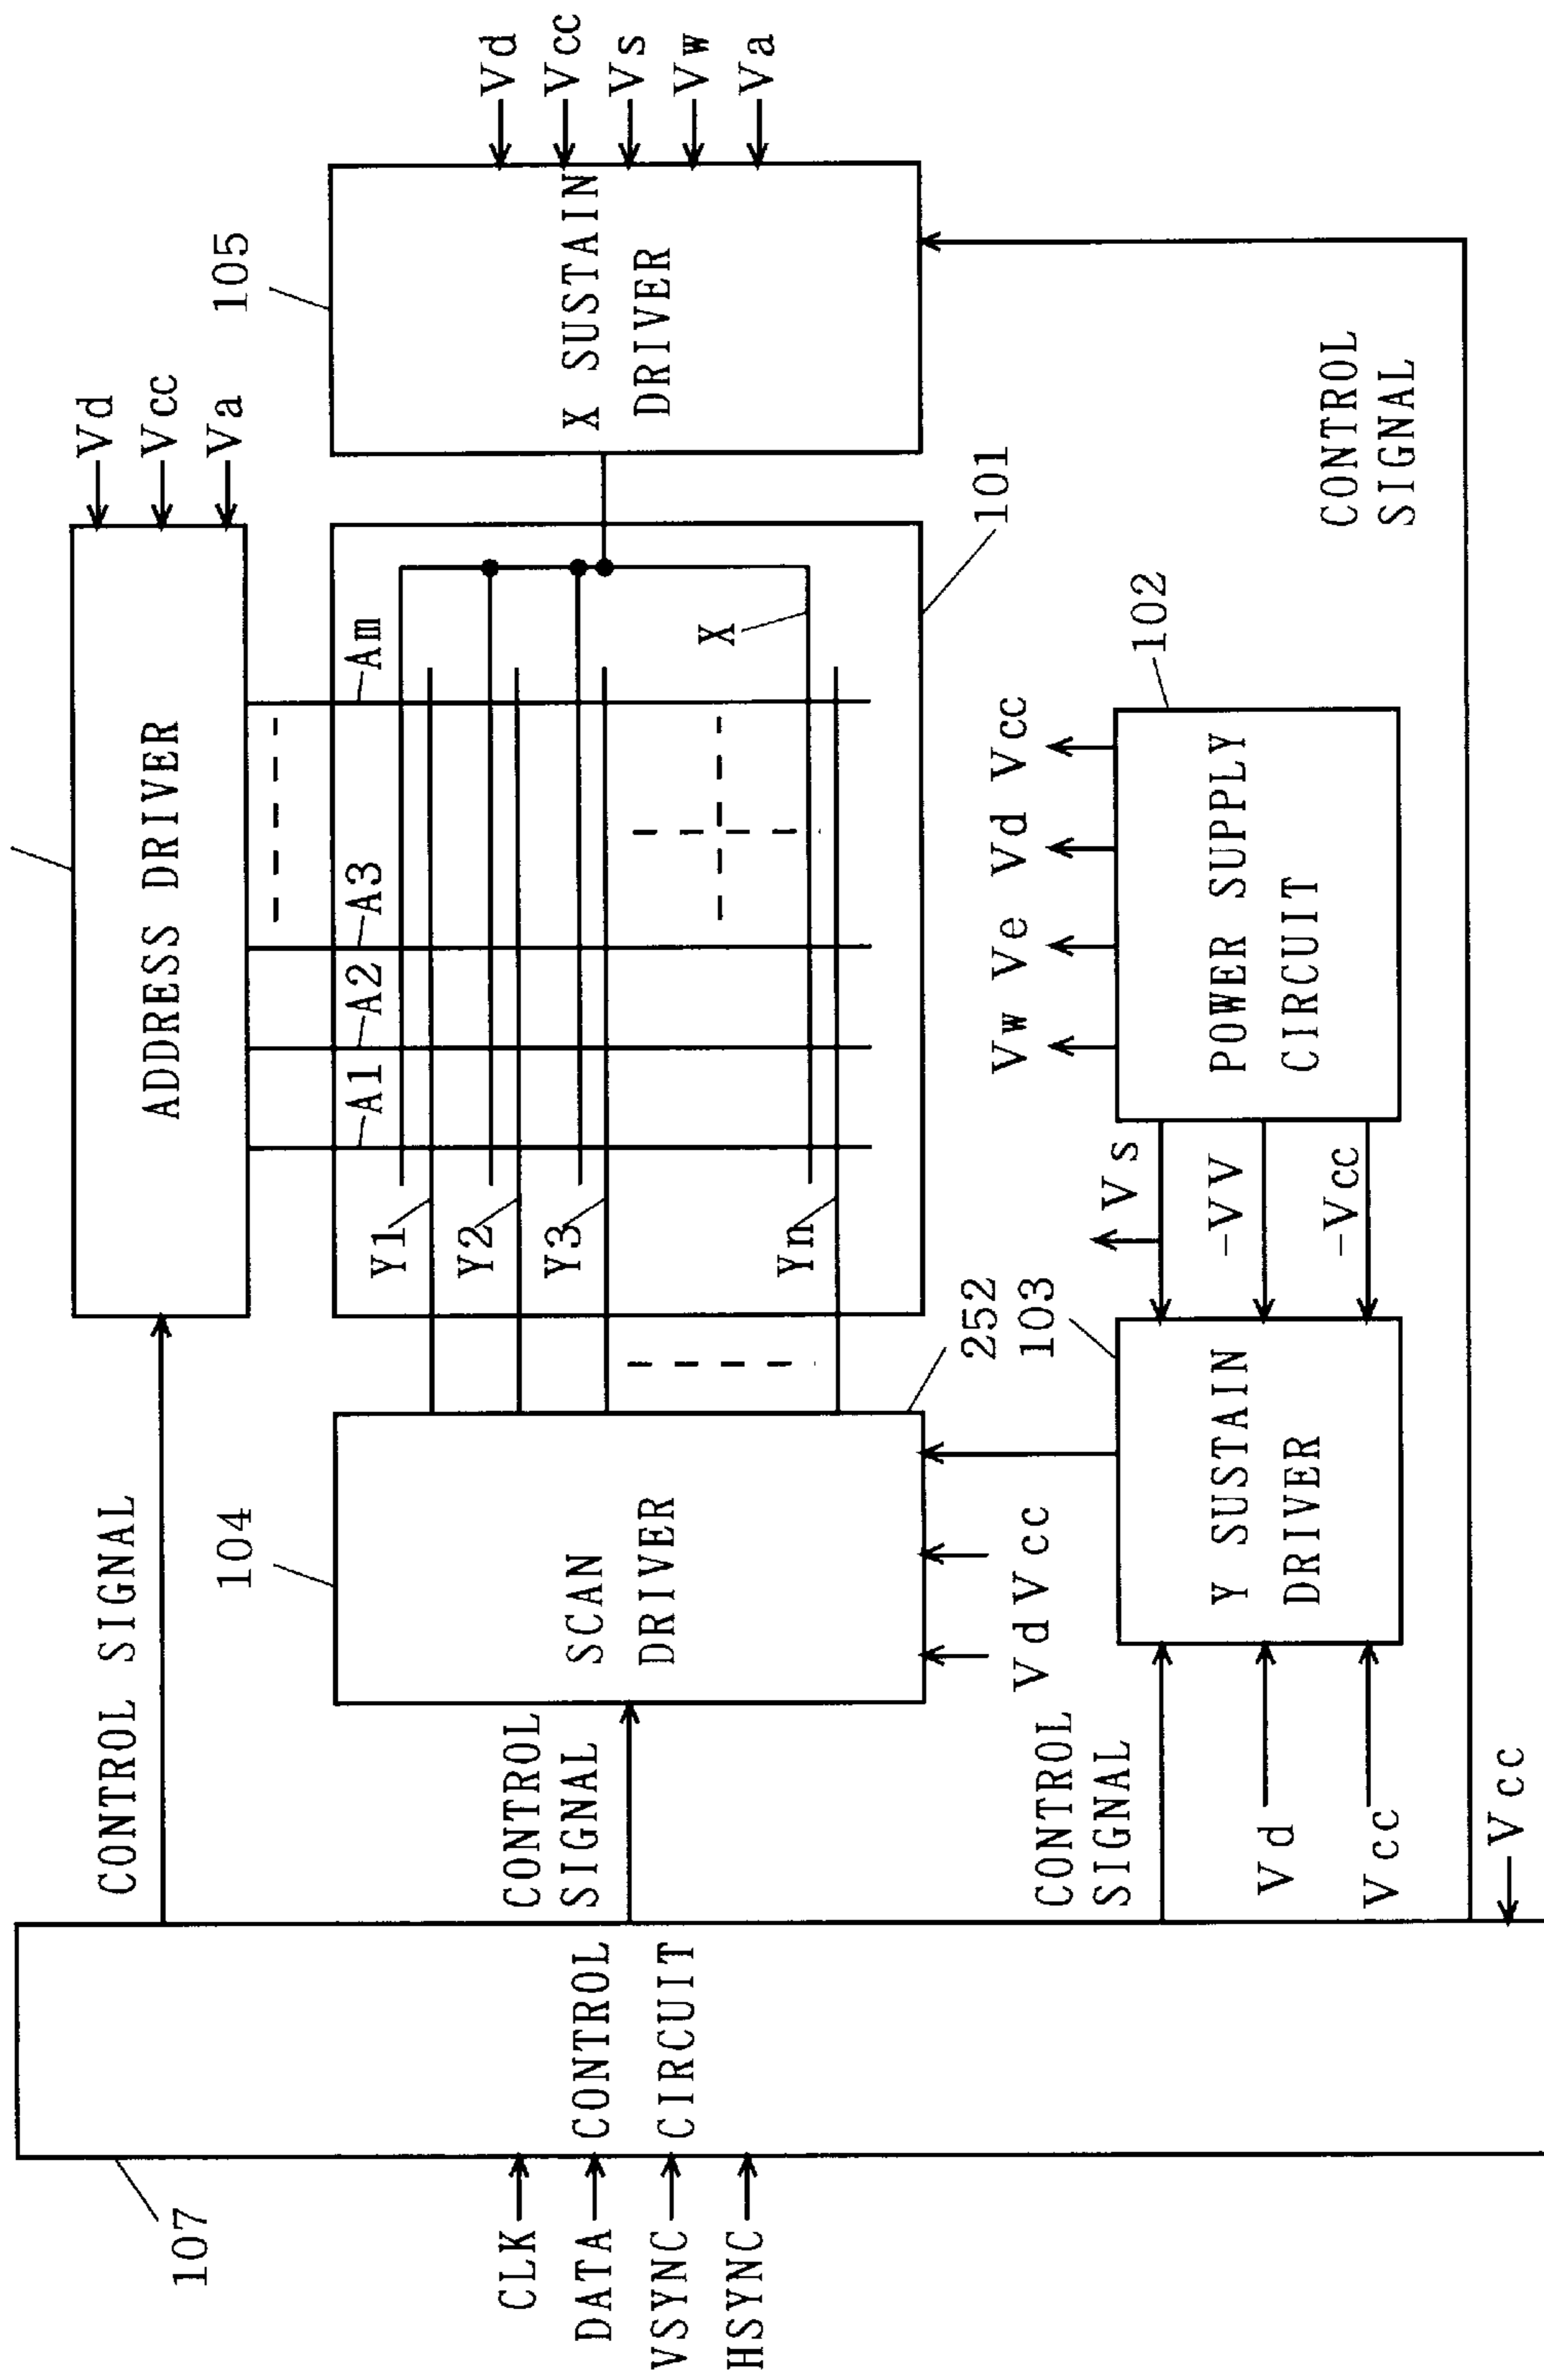 Vd
Vcc
Va
ADDRESS DRIVER
CONTROL SIGNAL
107
CLK
DATA
VSYNC
HSYNC
CONTROL
CIRCUIT
CONTROL
SIGNAL
104
SCAN
DRIVER
Vd Vcc
252
A1
A2
A3
Am
Y1
Y2
Y3
Yn
X
101
105
X SUSTAIN
DRIVER
Vd
Vcc
Vs
Vw
Va
CONTROL
SIGNAL
Vd
Vcc
103
Y SUSTAIN
DRIVER
Vs
-VV
-Vcc
Vw Ve Vd Vcc
102
POWER SUPPLY
CIRCUIT
CONTROL
SIGNAL
Vcc